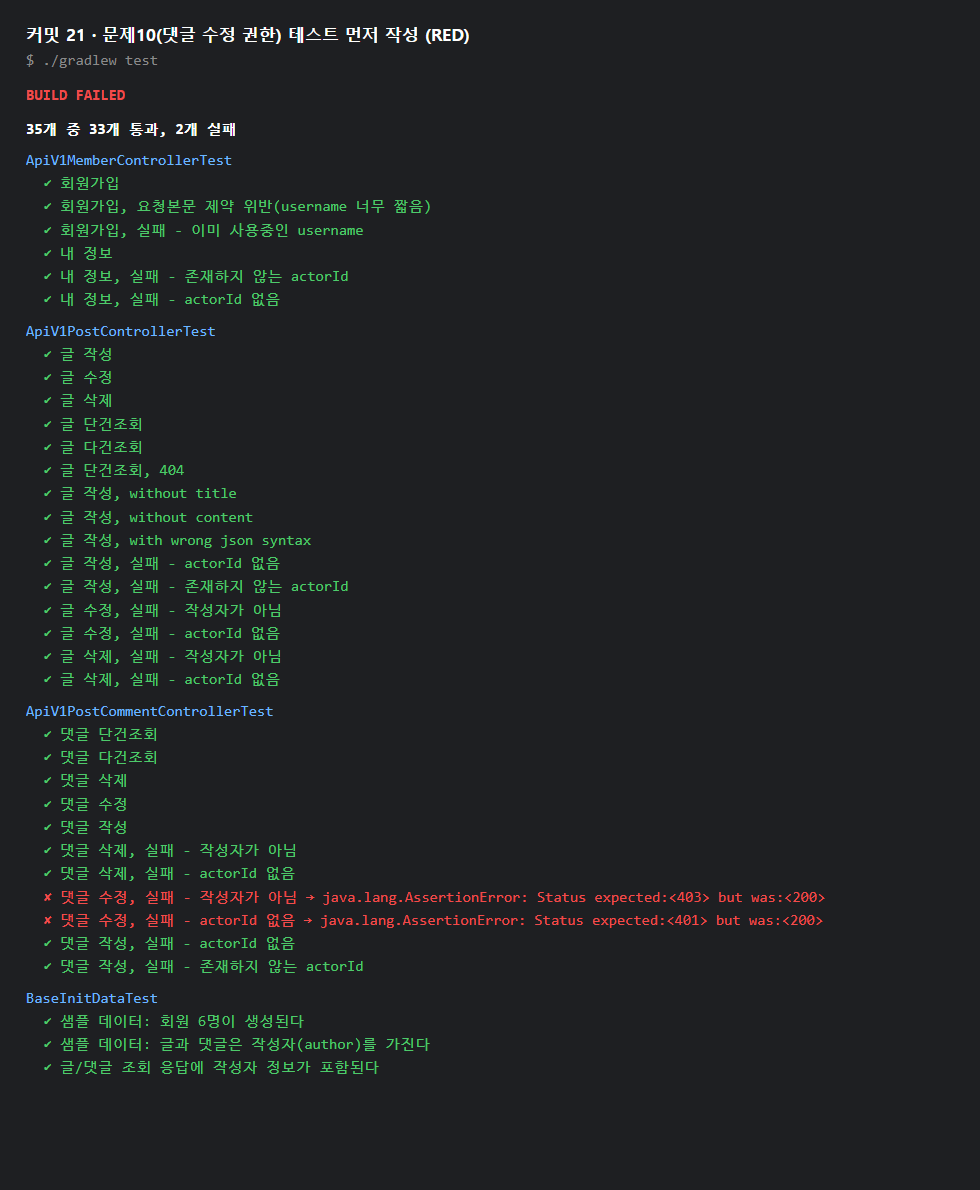 커밋 21 · 문제10(댓글 수정 권한) 테스트 먼저 작성 (RED)
$ ./gradlew test
BUILD FAILED
35개 중 33개 통과, 2개 실패
ApiV1MemberControllerTest
✔ 회원가입
✔ 회원가입, 요청본문 제약 위반(username 너무 짧음)
✔ 회원가입, 실패 - 이미 사용중인 username
✔ 내 정보
✔ 내 정보, 실패 - 존재하지 않는 actorId
✔ 내 정보, 실패 - actorId 없음
ApiV1PostControllerTest
✔ 글 작성
✔ 글 수정
✔ 글 삭제
✔ 글 단건조회
✔ 글 다건조회
✔ 글 단건조회, 404
✔ 글 작성, without title
✔ 글 작성, without content
✔ 글 작성, with wrong json syntax
✔ 글 작성, 실패 - actorId 없음
✔ 글 작성, 실패 - 존재하지 않는 actorId
✔ 글 수정, 실패 - 작성자가 아님
✔ 글 수정, 실패 - actorId 없음
✔ 글 삭제, 실패 - 작성자가 아님
✔ 글 삭제, 실패 - actorId 없음
ApiV1PostCommentControllerTest
✔ 댓글 단건조회
✔ 댓글 다건조회
✔ 댓글 삭제
✔ 댓글 수정
✔ 댓글 작성
✔ 댓글 삭제, 실패 - 작성자가 아님
✔ 댓글 삭제, 실패 - actorId 없음
✘ 댓글 수정, 실패 - 작성자가 아님 → java.lang.AssertionError: Status expected:<403> but was:<200>
✘ 댓글 수정, 실패 - actorId 없음 → java.lang.AssertionError: Status expected:<401> but was:<200>
✔ 댓글 작성, 실패 - actorId 없음
✔ 댓글 작성, 실패 - 존재하지 않는 actorId
BaseInitDataTest
✔ 샘플 데이터: 회원 6명이 생성된다
✔ 샘플 데이터: 글과 댓글은 작성자(author)를 가진다
✔ 글/댓글 조회 응답에 작성자 정보가 포함된다